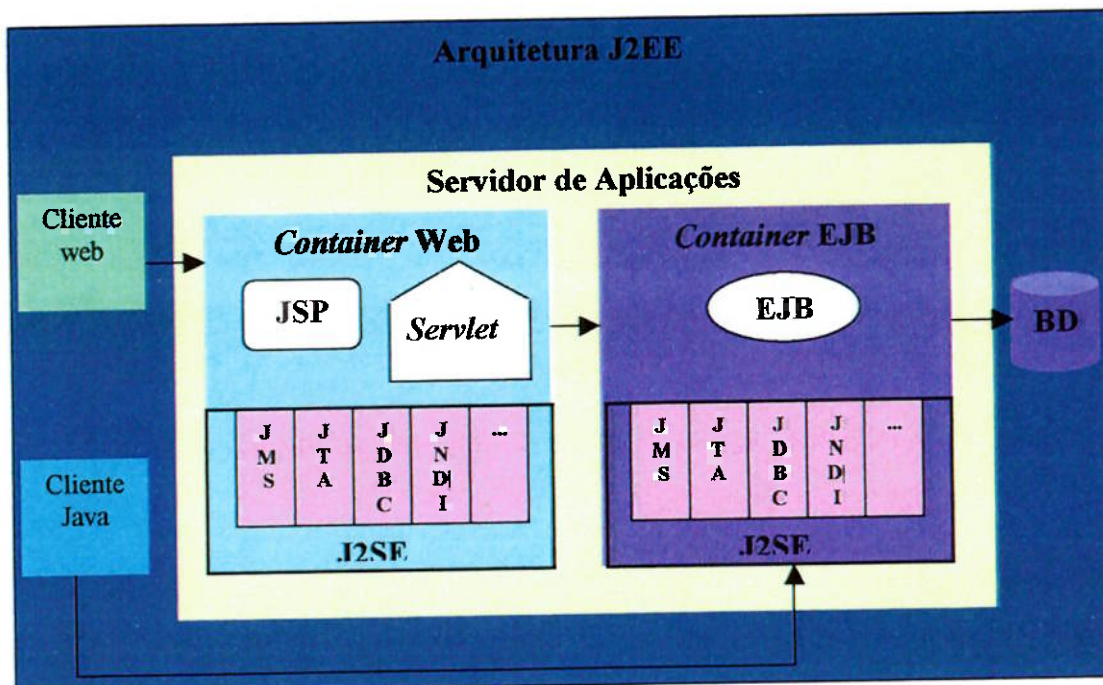 Arquitetura J2EE
Servidor de Aplicações
Cliente
web
Container Web
JSP
Servlet
Container EJB
EJB
BD
Cliente
Java
J
M
S
J
T
A
J
D
B
C
J
N
D
I
...
J2SE
J
M
S
J
T
A
J
D
B
C
J
N
D
I
...
J2SE